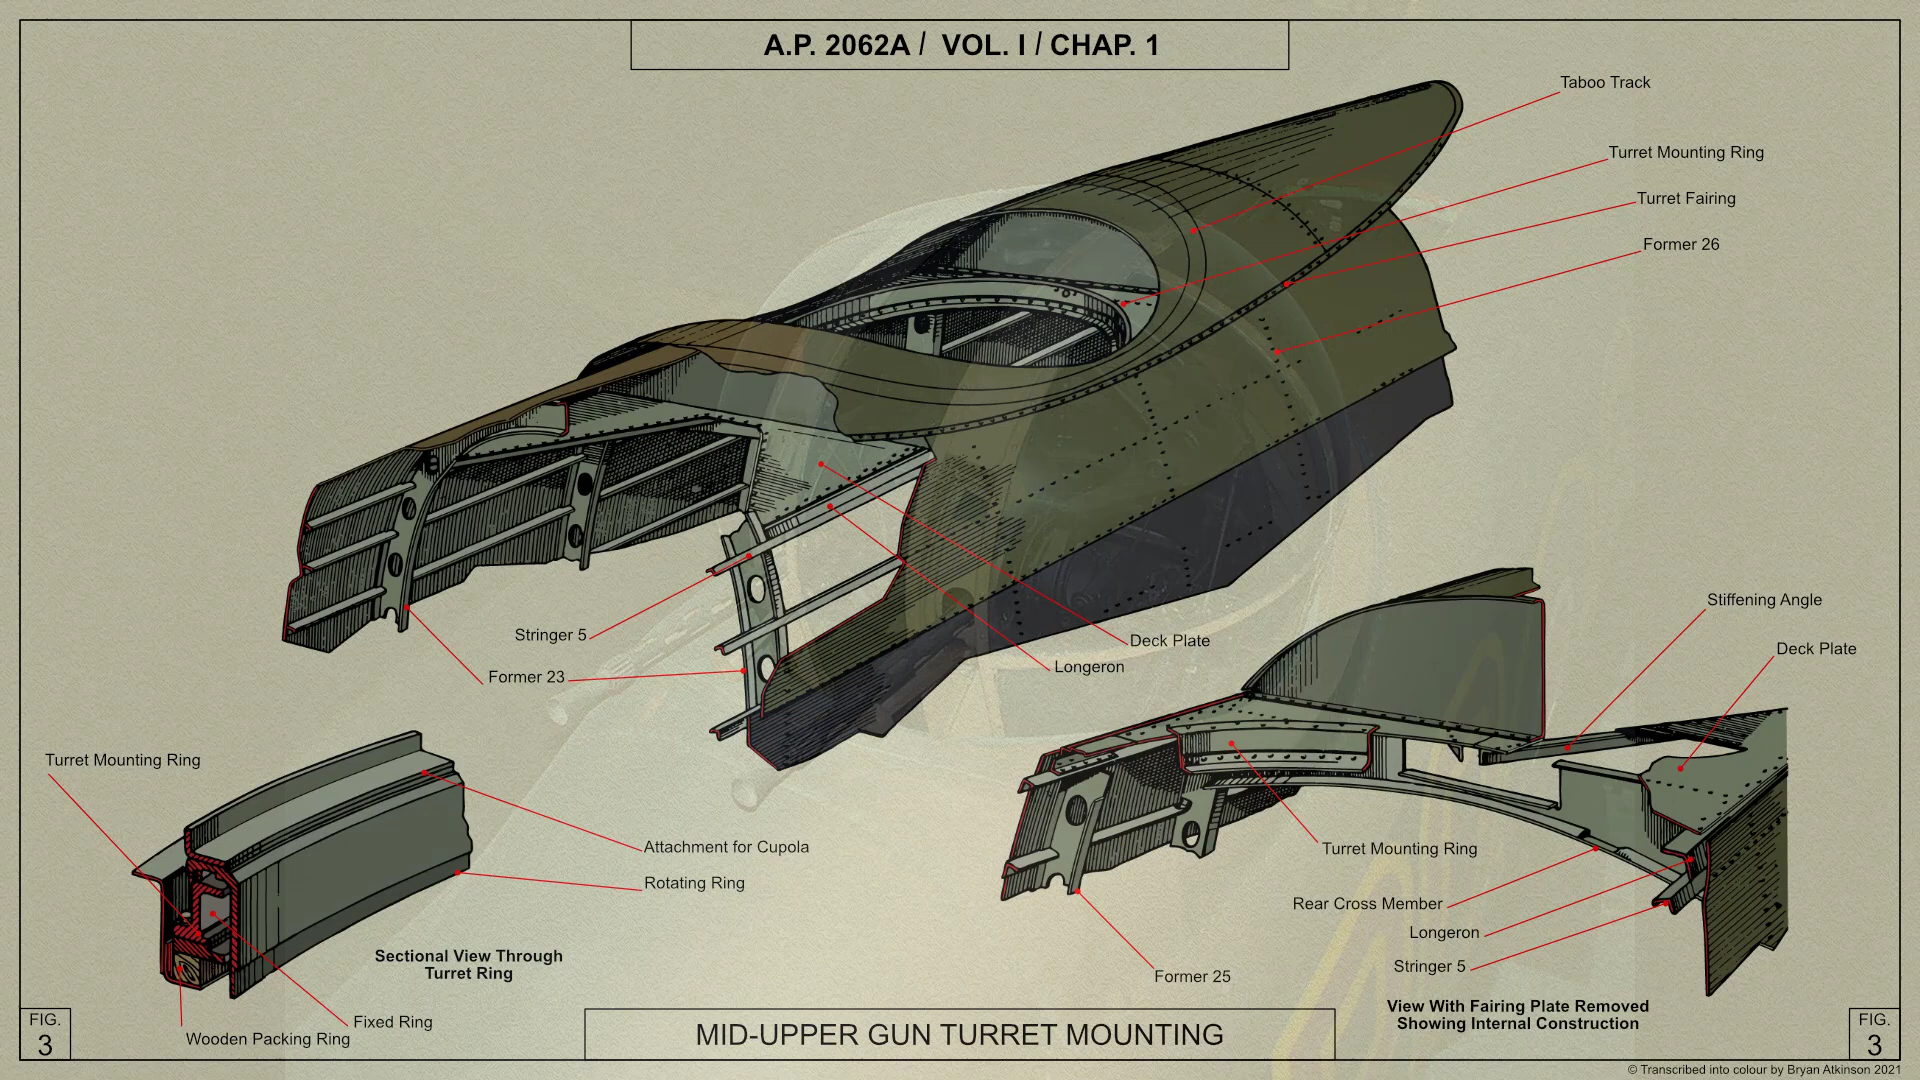 A.P. 2062A / VOL. I / CHAP. 1
Taboo Track
Turret Mounting Ring
Turret Fairing
Former 26
Stringer 5
Former 23
Deck Plate
Longeron
Stiffening Angle
Deck Plate
Turret Mounting Ring
Attachment for Cupola
Rotating Ring
Sectional View Through
Turret Ring
Fixed Ring
Wooden Packing Ring
Turret Mounting Ring
Rear Cross Member
Longeron
Stringer 5
Former 25
View With Fairing Plate Removed
Showing Internal Construction
FIG.
3
MID-UPPER GUN TURRET MOUNTING
FIG.
3
© Transcribed into colour by Bryan Atkinson 2021